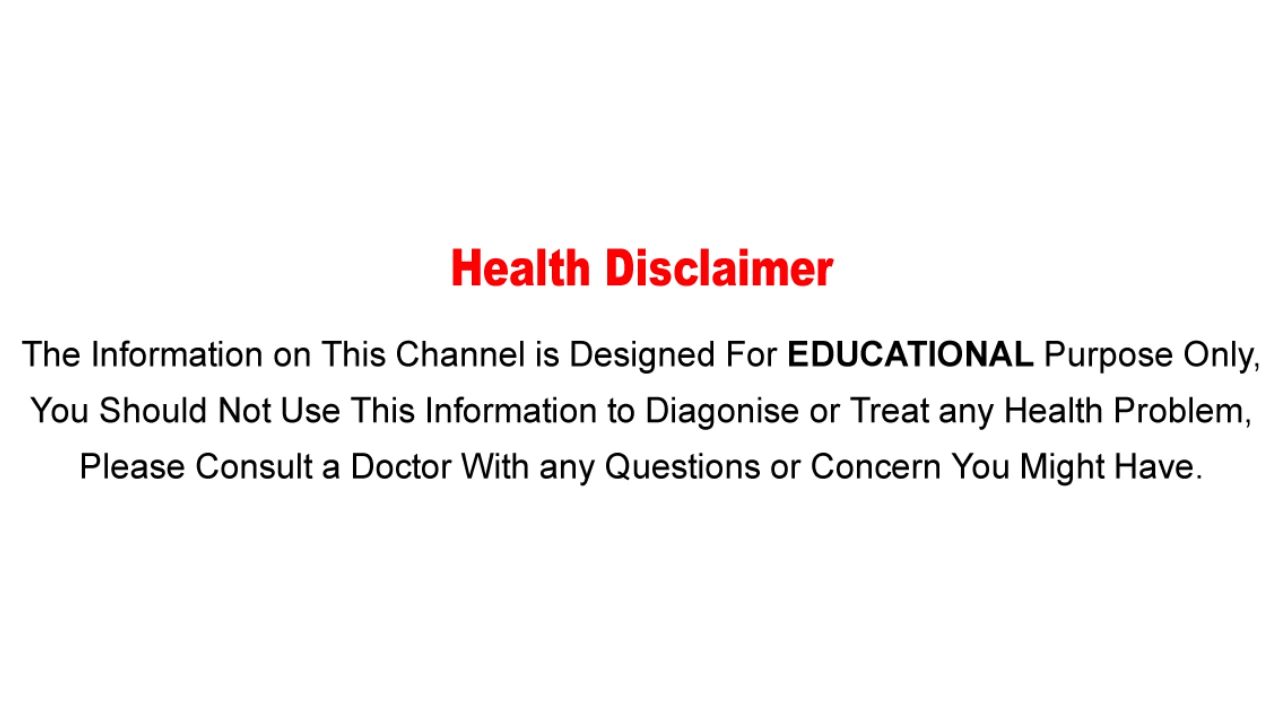 Health Disclaimer
The Information on This Channel is Designed For EDUCATIONAL Purpose Only,
You Should Not Use This Information to Diagonise or Treat any Health Problem,
Please Consult a Doctor With any Questions or Concern You Might Have.